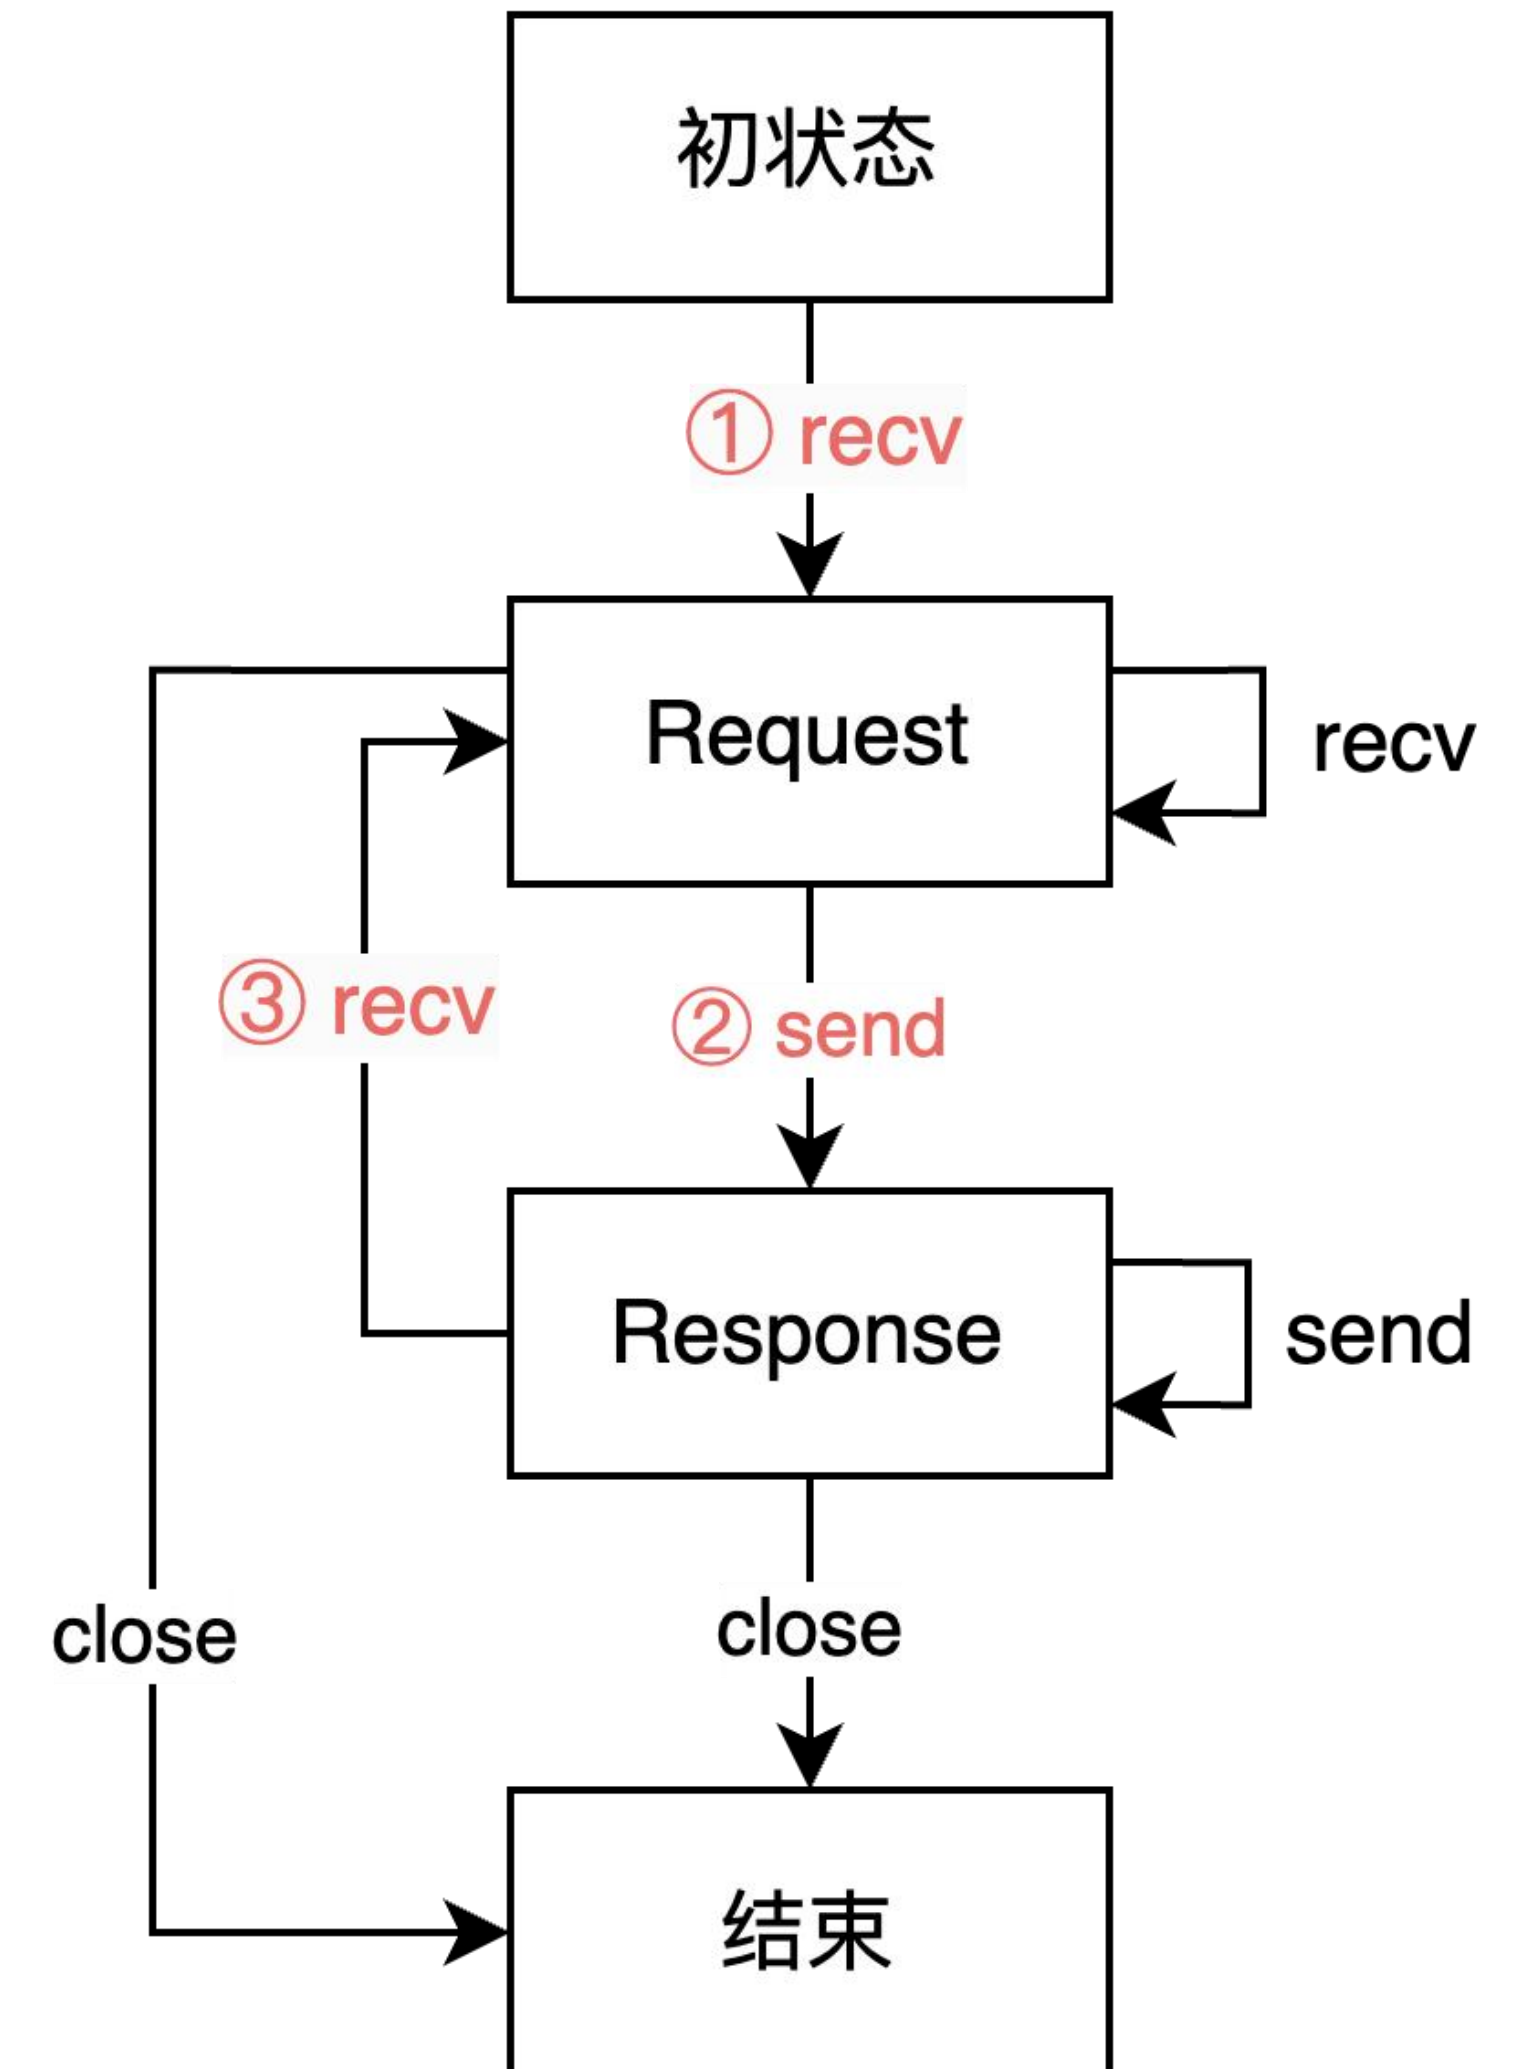 初状态
① recv
Request
recv
③ recv
② send
Response
send
close
close
结束